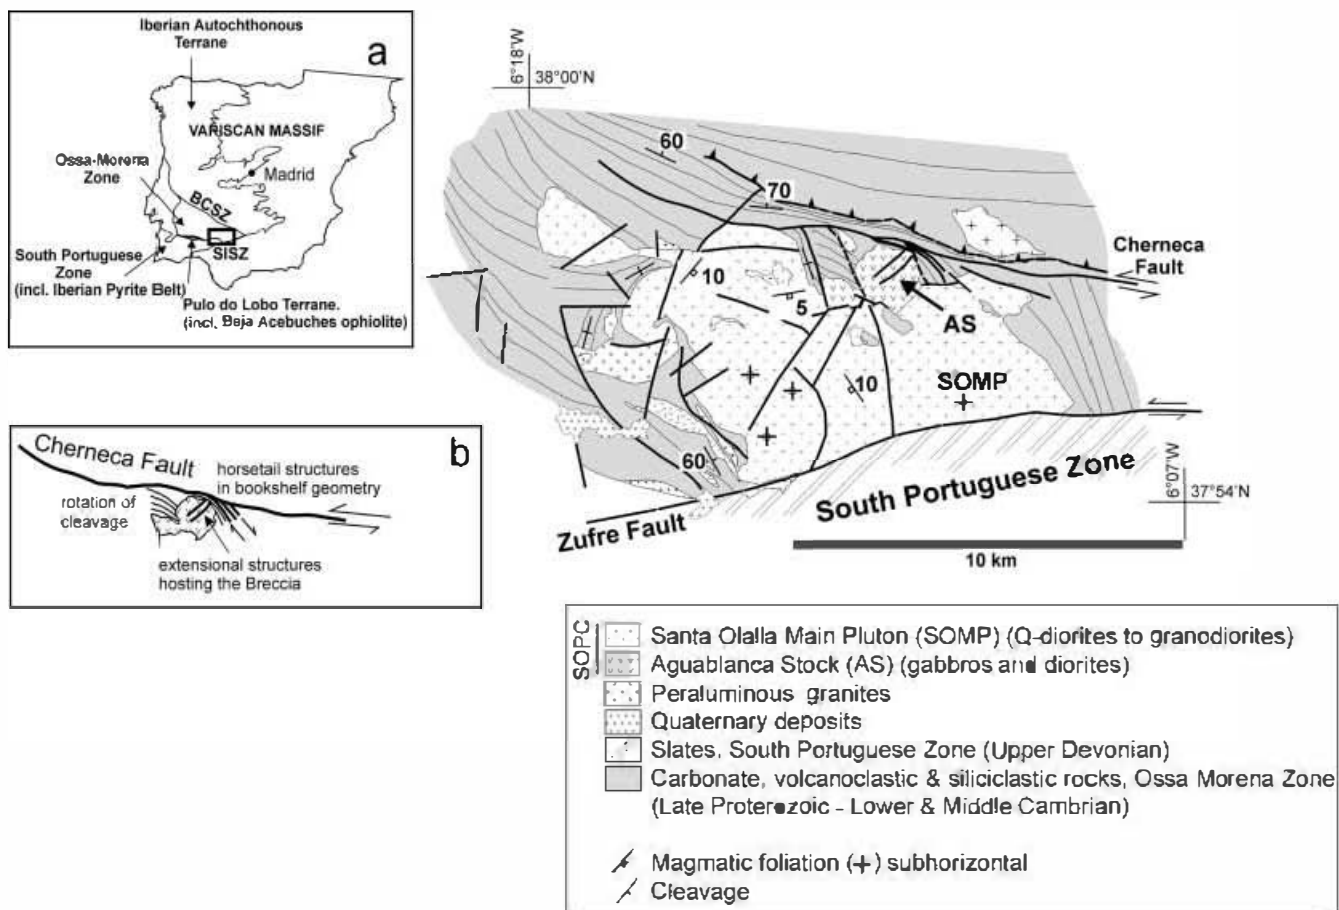 Iberian Autochthonous
Terrane
a
VARISCAN MASSIF
Ossa-Morena
Zone
Madrid
BCSZ
SISZ
South Portuguese
Zone
(incl. Iberian Pyrite Belt)
Pulo do Lobo Terrane.
(incl. Beja Acebuches ophiolite)
6°18'W
38°00'N
60
70
10
5
10
60
Cherneca
Fault
AS
SOMP
South Portuguese Zone
Zufre Fault
6°07'W
37°54'N
10 km
b
Cherneca Fault
horsetail structures
in bookshelf geometry
rotation of
cleavage
extensional structures
hosting the Breccia
SOPC
Santa Olalla Main Pluton (SOMP) (Q-diorites to granodiorites)
Aguablanca Stock (AS) (gabbros and diorites)
Peraluminous granites
Quaternary deposits
Slates, South Portuguese Zone (Upper Devonian)
Carbonate, volcanoclastic & siliciclastic rocks, Ossa Morena Zone
(Late Proterezoic - Lower & Middle Cambrian)
Magmatic foliation (+) subhorizontal
Cleavage